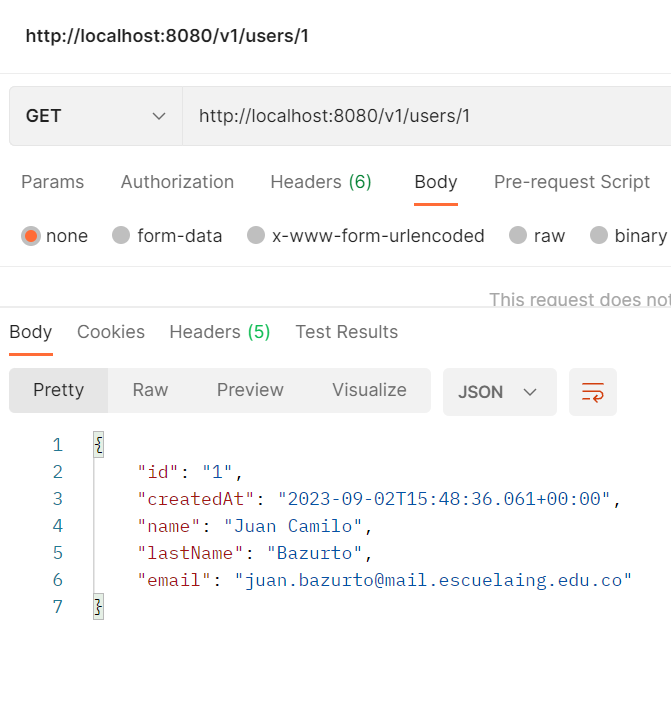 http://localhost:8080/v1/users/1
GET http://localhost:8080/v1/users/1
Params Authorization Headers (6) Body Pre-request Script
none form-data x-www-form-urlencoded raw binary
This request does not
Body Cookies Headers (5) Test Results
Pretty Raw Preview Visualize JSON
1 {
2 "id": "1",
3 "createdAt": "2023-09-02T15:48:36.061+00:00",
4 "name": "Juan Camilo",
5 "lastName": "Bazurto",
6 "email": "juan.bazurto@mail.escuelaing.edu.co"
7 }